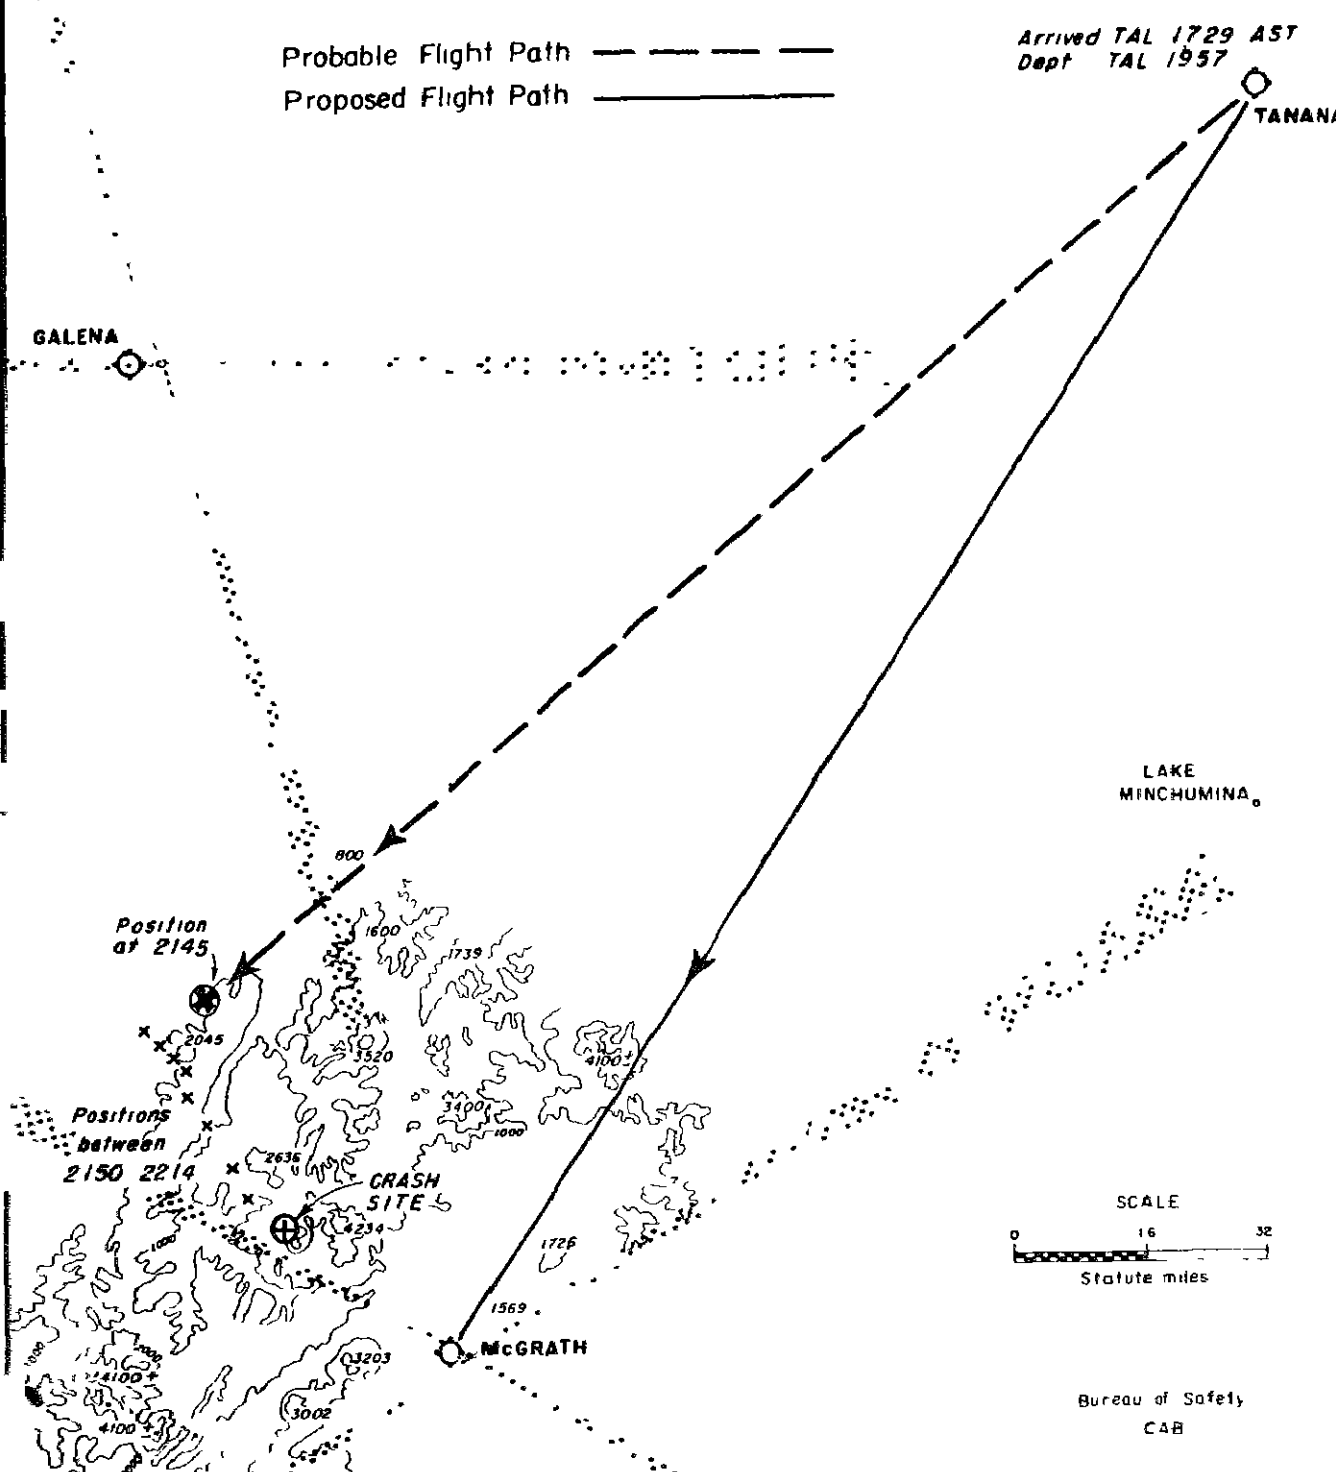 Probable Flight Path
Proposed Flight Path
Arrived TAL 1729 AST
Dept TAL 1957
TANANA
GALENA
LAKE
MINCHUMINA
800
Position
at 2145
1600
1739
2045
3520
4100±
3400
1000
Positions
between
2150 2214
2636
CRASH
SITE
4234
1000
1726
SCALE
0 16 32
Statute miles
1569
McGRATH
1000
2000
4100+
3203
3002
4100+
Bureau of Safety
CAB